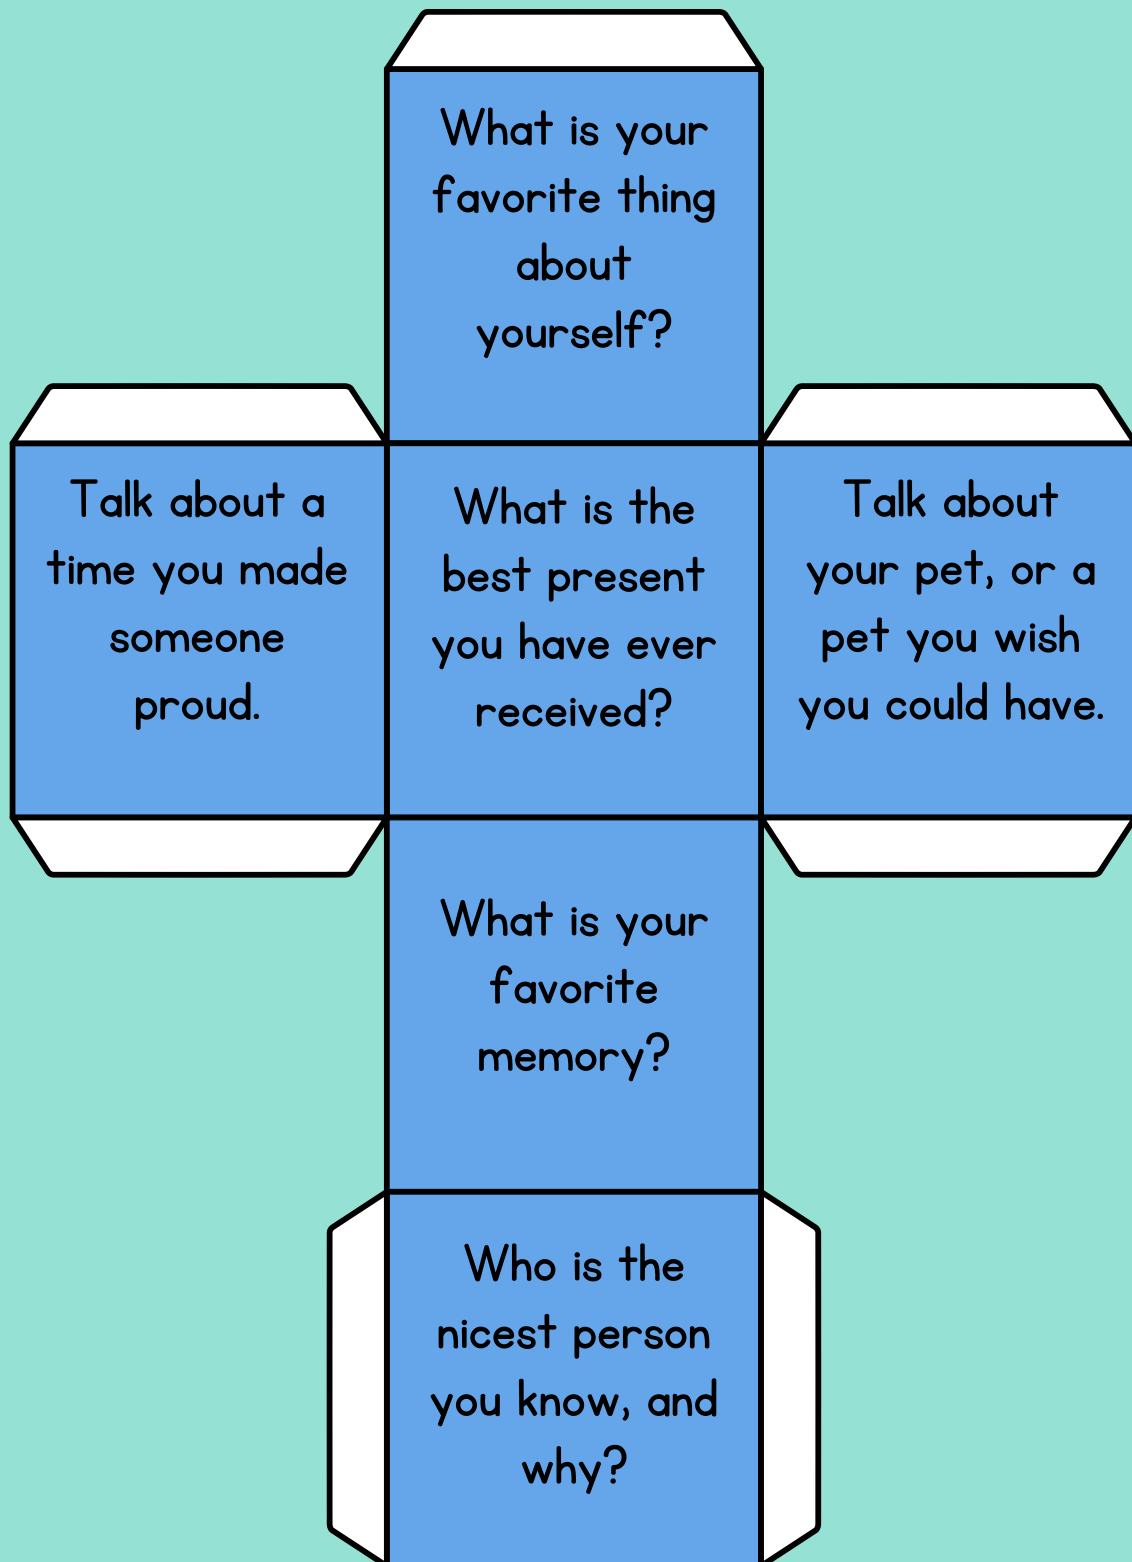 What is your
favorite thing
about
yourself?
Talk about a
time you made
someone
proud.
What is the
best present
you have ever
received?
Talk about
your pet, or a
pet you wish
you could have.
What is your
favorite
memory?
Who is the
nicest person
you know, and
why?